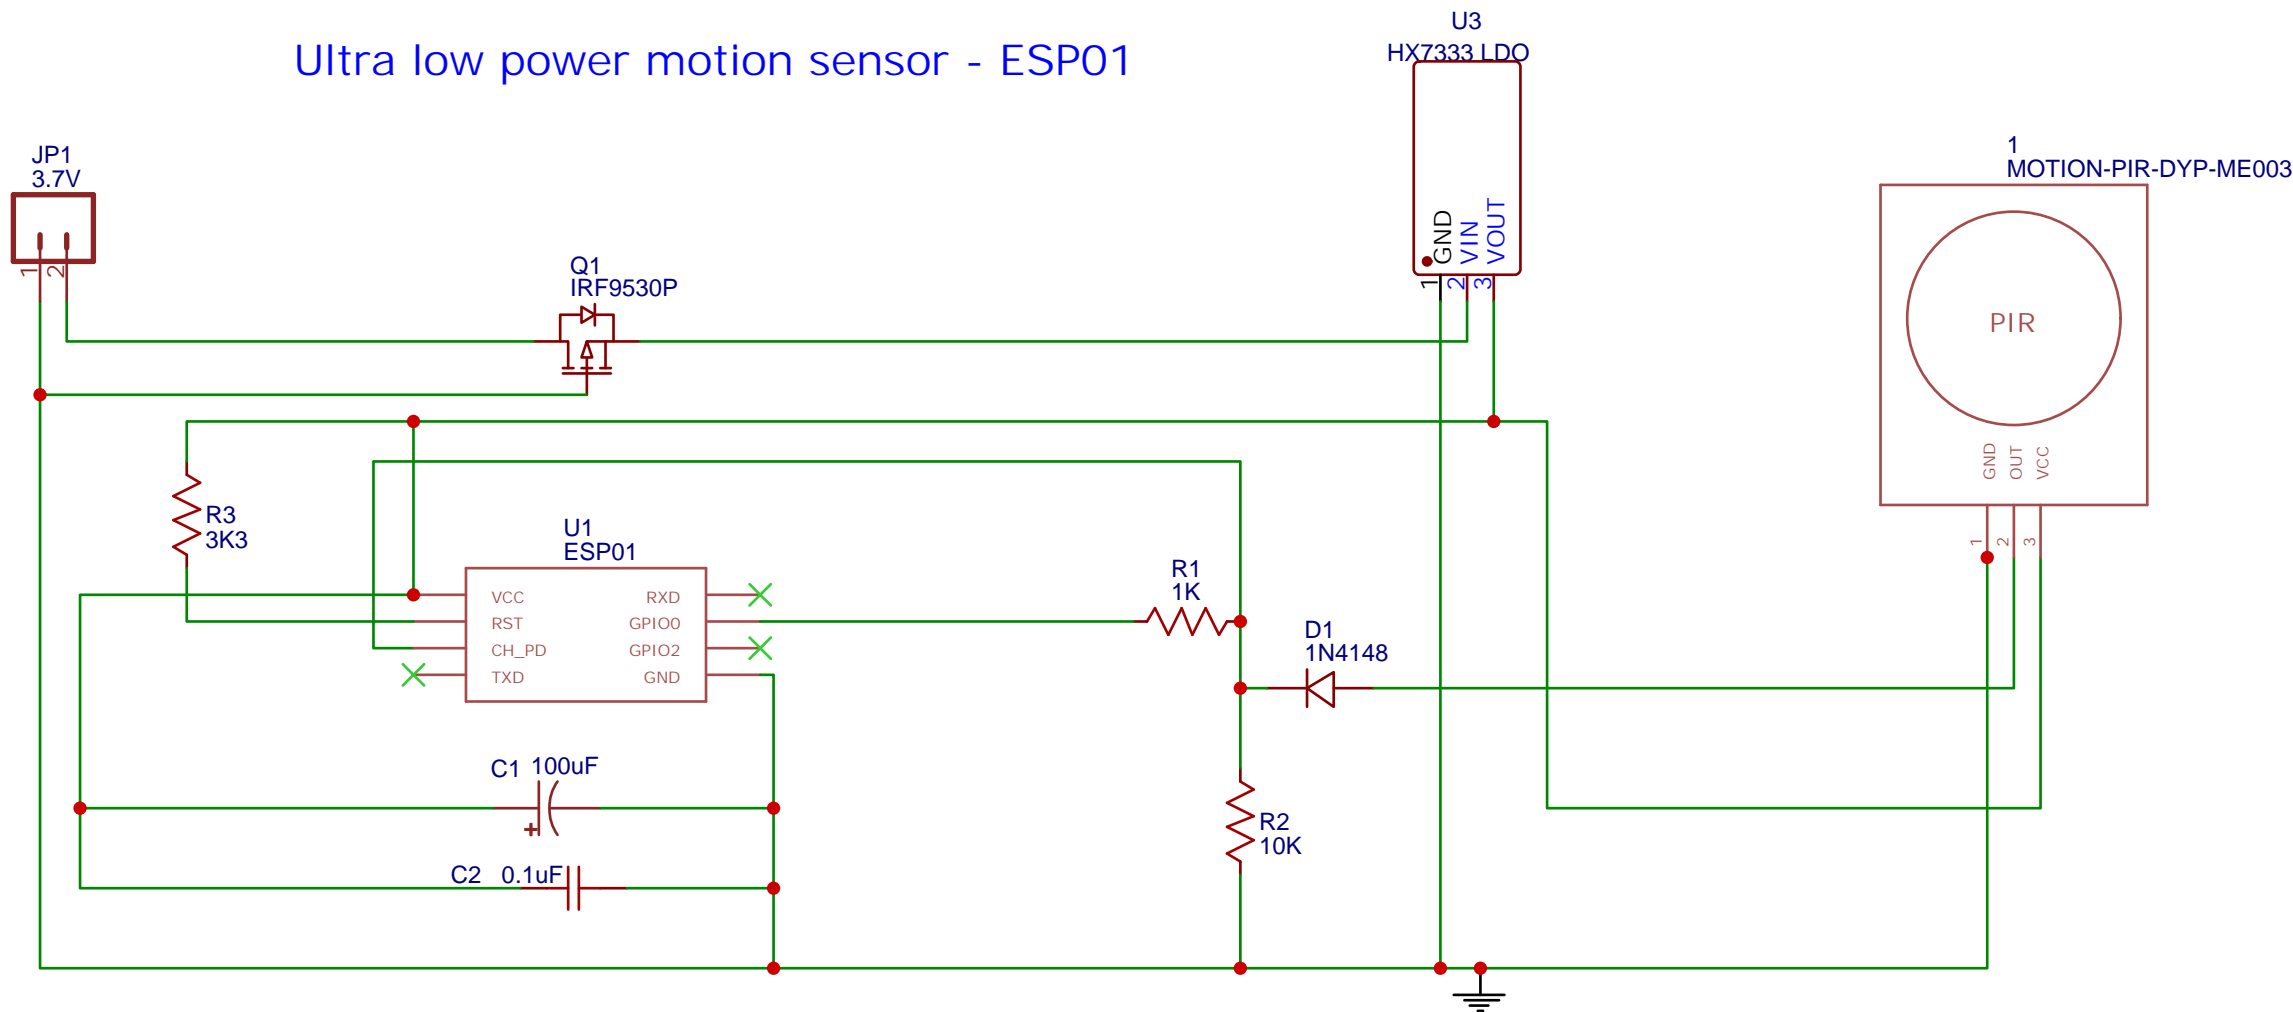 Ultra low power motion sensor - ESP01
U3
HX7333 LDO
GND
VIN
VOUT
1
2
3
1
MOTION-PIR-DYP-ME003
PIR
GND
OUT
VCC
1
2
3
JP1
3.7V
1
2
Q1
IRF9530P
R3
3K3
U1
ESP01
VCC
RST
CH_PD
TXD
RXD
GPIO0
GPIO2
GND
R1
1K
D1
1N4148
C1 100uF
+
R2
10K
C2 0.1uF